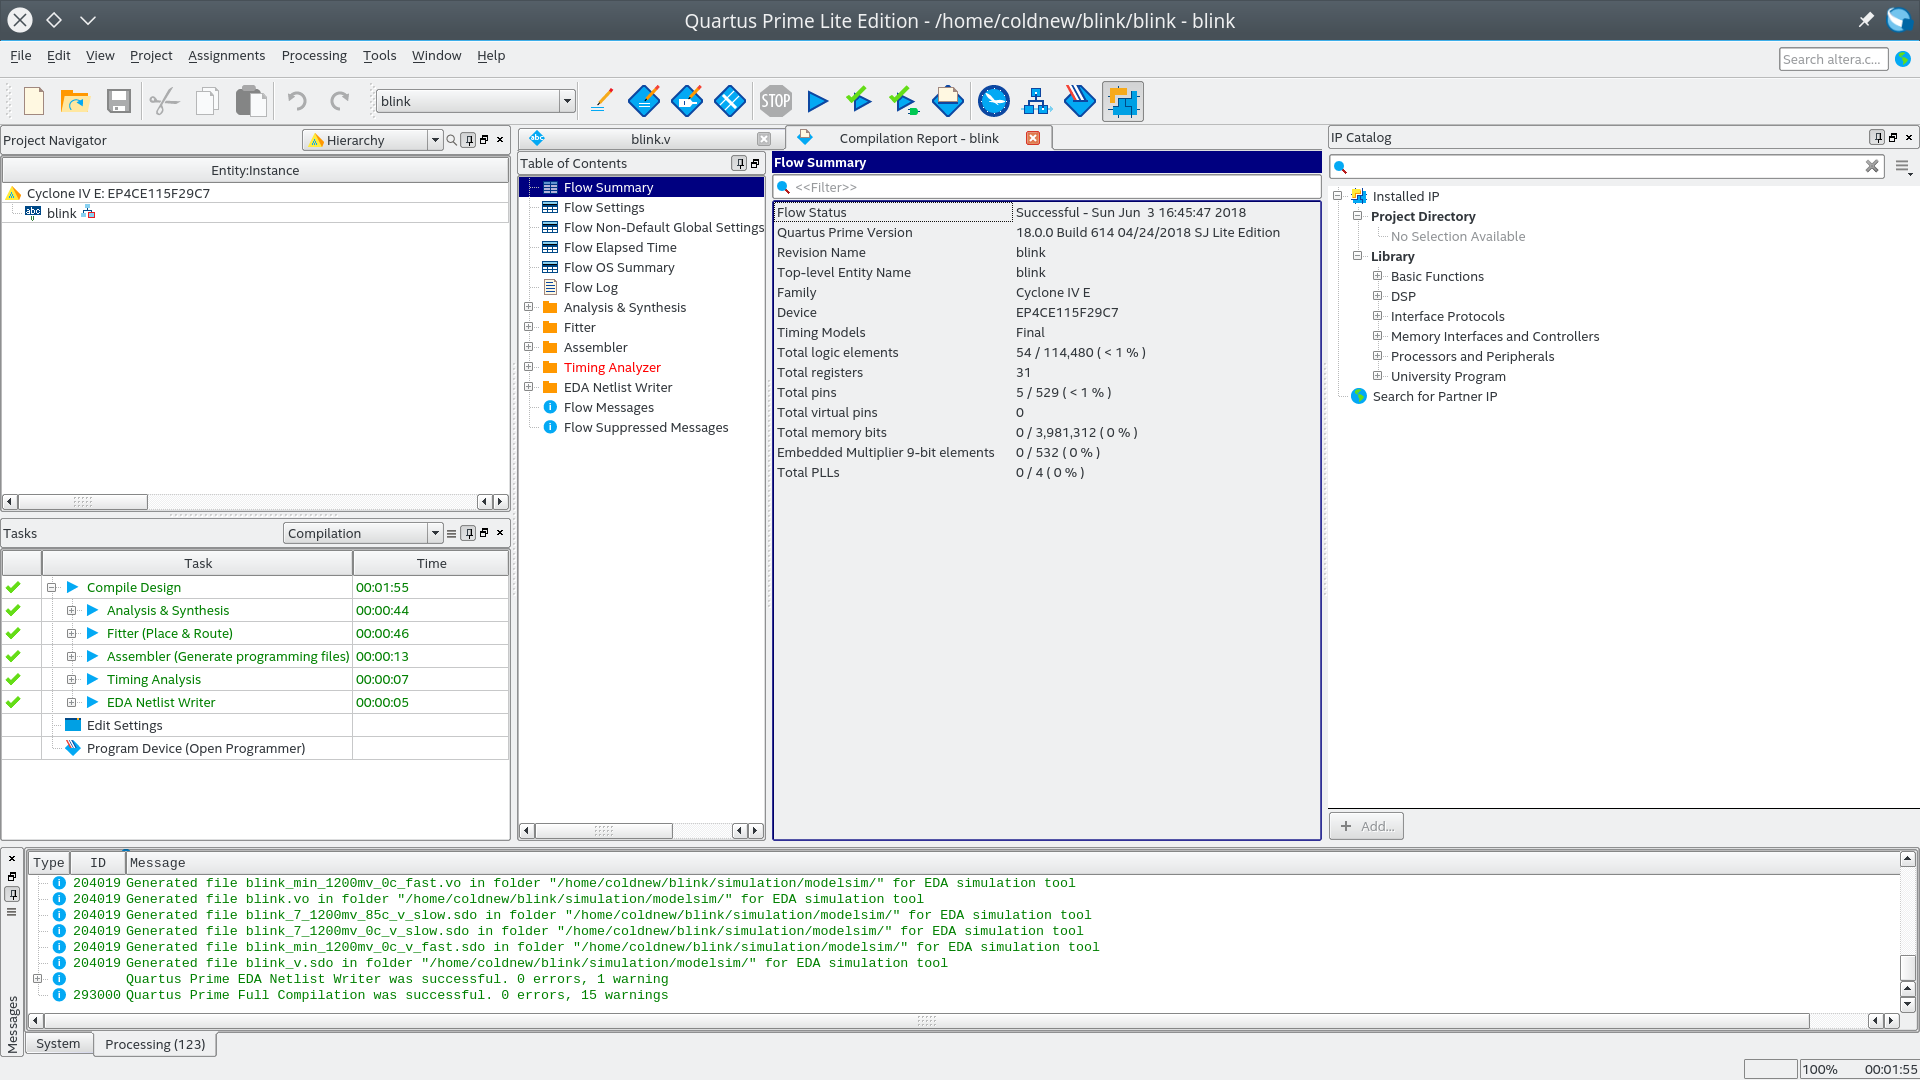 Quartus Prime Lite Edition - /home/coldnew/blink/blink - blink
File Edit View Project Assignments Processing Tools Window Help
Search altera.c...
blink
STOP
Project Navigator
Hierarchy
Entity:Instance
Cyclone IV E: EP4CE115F29C7
abc blink
Tasks
Compilation
Task Time
Compile Design 00:01:55
Analysis & Synthesis 00:00:44
Fitter (Place & Route) 00:00:46
Assembler (Generate programming files) 00:00:13
Timing Analysis 00:00:07
EDA Netlist Writer 00:00:05
Edit Settings
Program Device (Open Programmer)
abc blink.v
Compilation Report - blink
Table of Contents
Flow Summary
Flow Settings
Flow Non-Default Global Settings
Flow Elapsed Time
Flow OS Summary
Flow Log
Analysis & Synthesis
Fitter
Assembler
Timing Analyzer
EDA Netlist Writer
Flow Messages
Flow Suppressed Messages
Flow Summary
<<Filter>>
Flow Status Successful - Sun Jun  3 16:45:47 2018
Quartus Prime Version 18.0.0 Build 614 04/24/2018 SJ Lite Edition
Revision Name blink
Top-level Entity Name blink
Family Cyclone IV E
Device EP4CE115F29C7
Timing Models Final
Total logic elements 54 / 114,480 ( < 1 % )
Total registers 31
Total pins 5 / 529 ( < 1 % )
Total virtual pins 0
Total memory bits 0 / 3,981,312 ( 0 % )
Embedded Multiplier 9-bit elements 0 / 532 ( 0 % )
Total PLLs 0 / 4 ( 0 % )
IP Catalog
Installed IP
Project Directory
No Selection Available
Library
Basic Functions
DSP
Interface Protocols
Memory Interfaces and Controllers
Processors and Peripherals
University Program
Search for Partner IP
+ Add...
Messages
Type ID Message
204019 Generated file blink_min_1200mv_0c_fast.vo in folder "/home/coldnew/blink/simulation/modelsim/" for EDA simulation tool
204019 Generated file blink.vo in folder "/home/coldnew/blink/simulation/modelsim/" for EDA simulation tool
204019 Generated file blink_7_1200mv_85c_v_slow.sdo in folder "/home/coldnew/blink/simulation/modelsim/" for EDA simulation tool
204019 Generated file blink_7_1200mv_0c_v_slow.sdo in folder "/home/coldnew/blink/simulation/modelsim/" for EDA simulation tool
204019 Generated file blink_min_1200mv_0c_v_fast.sdo in folder "/home/coldnew/blink/simulation/modelsim/" for EDA simulation tool
204019 Generated file blink_v.sdo in folder "/home/coldnew/blink/simulation/modelsim/" for EDA simulation tool
Quartus Prime EDA Netlist Writer was successful. 0 errors, 1 warning
293000 Quartus Prime Full Compilation was successful. 0 errors, 15 warnings
System Processing (123)
100% 00:01:55